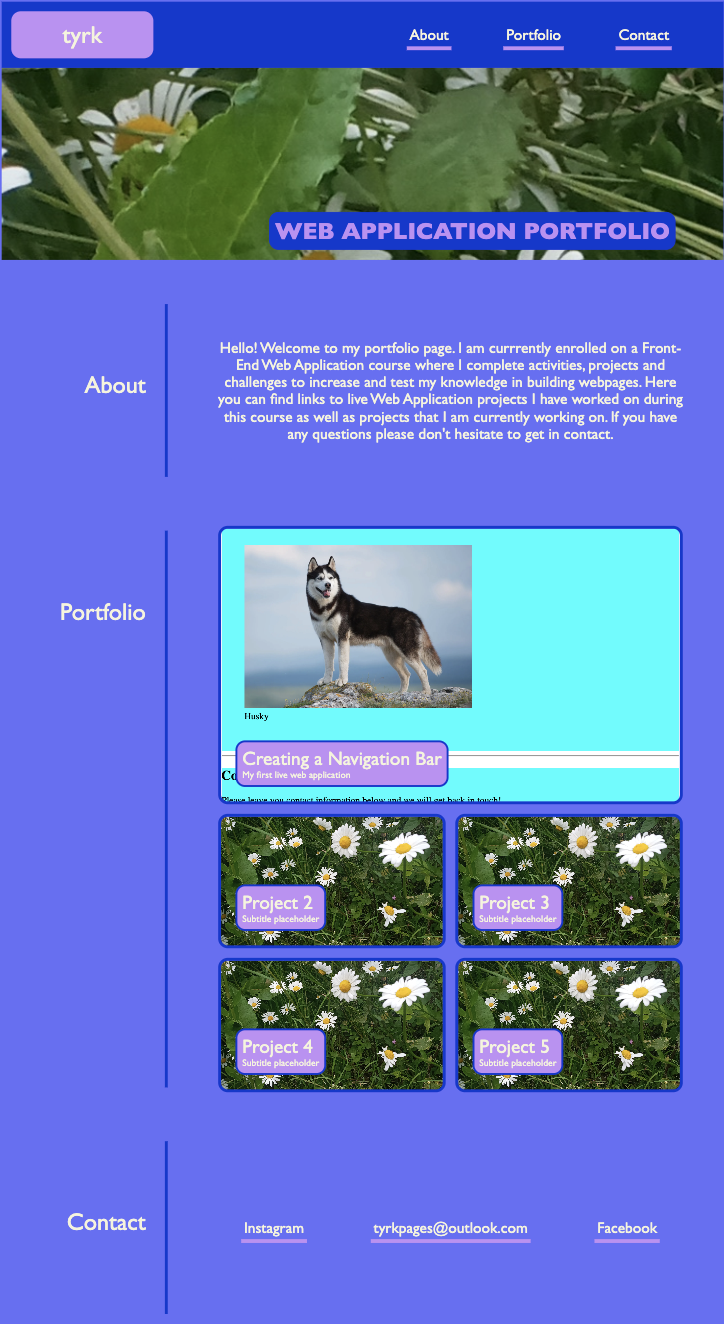 tyrk
About
Portfolio
Contact
WEB APPLICATION PORTFOLIO
About
Hello! Welcome to my portfolio page. I am currrently enrolled on a Front-
End Web Application course where I complete activities, projects and
challenges to increase and test my knowledge in building webpages. Here
you can find links to live Web Application projects I have worked on during
this course as well as projects that I am currently working on. If you have
any questions please don't hesitate to get in contact.
Portfolio
Husky
Creating a Navigation Bar
My first live web application
Co
Please leave you contact information below and we will get back in touch!
Project 2
Subtitle placeholder
Project 3
Subtitle placeholder
Project 4
Subtitle placeholder
Project 5
Subtitle placeholder
Contact
Instagram
tyrkpages@outlook.com
Facebook